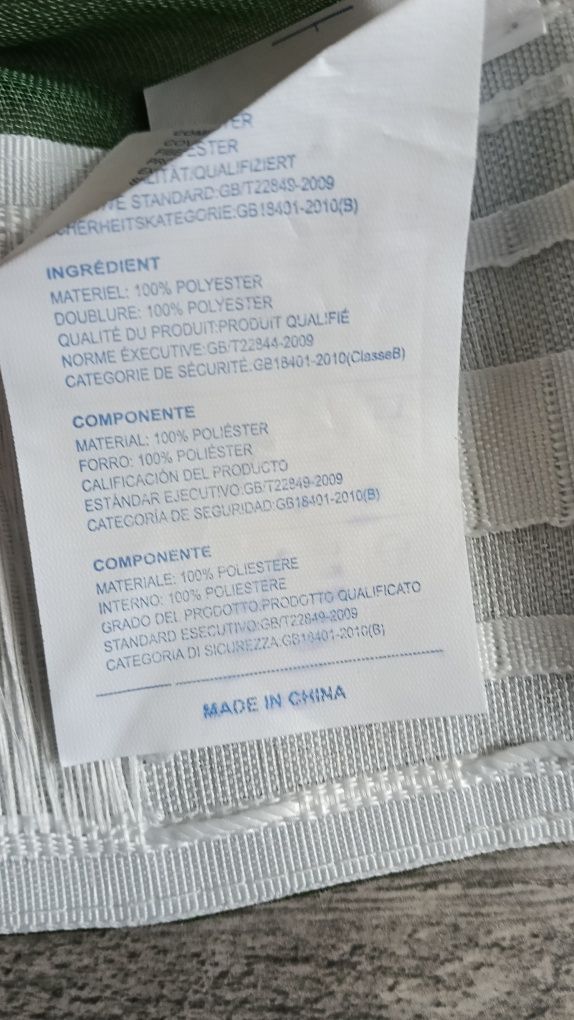 ESTER
QUALIFIZIERT
STANDARD:GB/T22849-2009
CHERHEITSKATEGORIE:GB18401-2010(B)
INGRÉDIENT
MATERIEL: 100% POLYESTER
DOUBLURE: 100% POLYESTER
QUALITÉ DU PRODUIT:PRODUIT QUALIFIÉ
NORME ÉXECUTIVE:GB/T22844-2009
CATEGORIE DE SÉCURITÉ:GB18401-2010(ClasseB)
COMPONENTE
MATERIAL: 100% POLIÉSTER
FORRO: 100% POLIÉSTER
CALIFICACIÓN DEL PRODUCTO
ESTÁNDAR EJECUTIVO:GB/T22849-2009
CATEGORÍA DE SEGURIDAD:GB18401-2010(B)
COMPONENTE
MATERIALE: 100% POLIESTERE
INTERNO: 100% POLIESTERE
GRADO DEL PRODOTTO:PRODOTTO QUALIFICATO
STANDARD ESECUTIVO:GB/T22849-2009
CATEGORIA DI SICUREZZA:GB18401-2010(B)
MADE IN CHINA